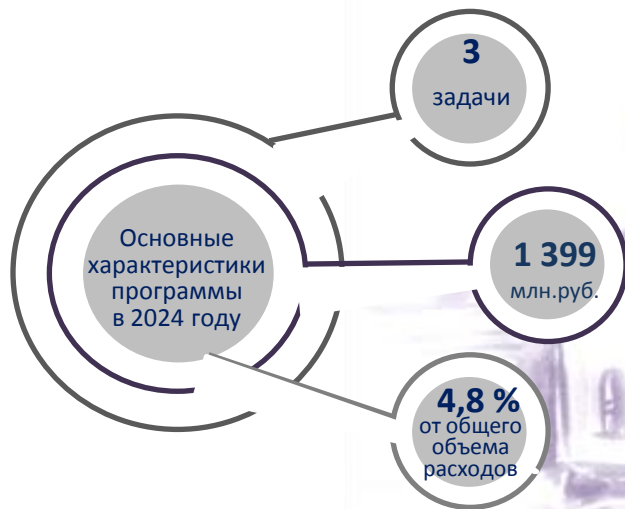 3
задачи
Основные
характеристики
программы
в 2024 году
1 399
млн.руб.
4,8 %
от общего
объема
расходов